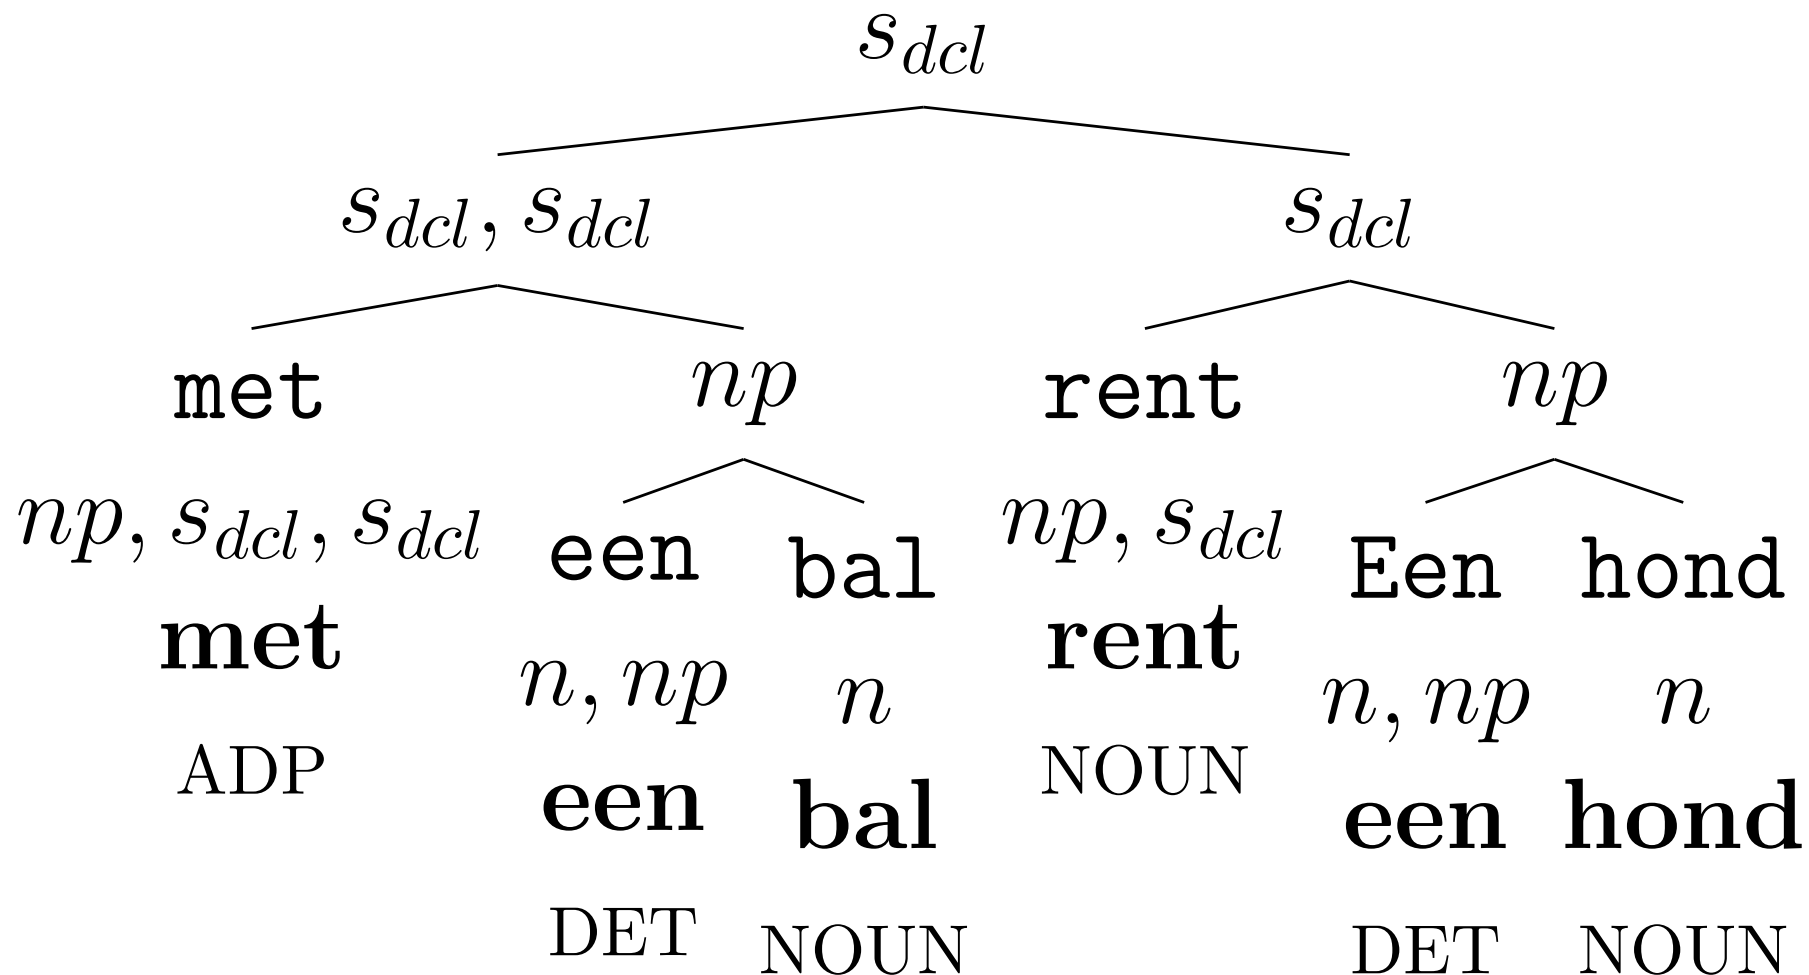 s_dcl
s_dcl, s_dcl s_dcl
met np rent np
np, s_dcl, s_dcl een bal np, s_dcl Een hond
met n, np n rent n, np n
ADP een bal NOUN een hond
DET NOUN DET NOUN